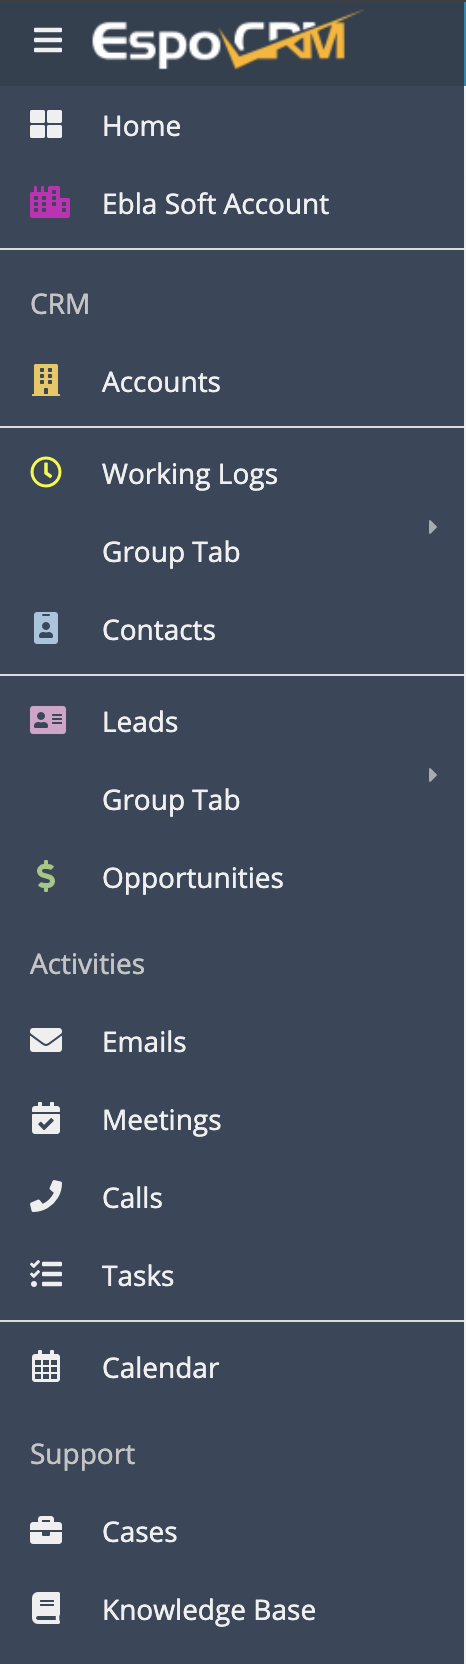 EspoCRM
Home
Ebla Soft Account
CRM
Accounts
Working Logs
Group Tab
Contacts
Leads
Group Tab
Opportunities
Activities
Emails
Meetings
Calls
Tasks
Calendar
Support
Cases
Knowledge Base